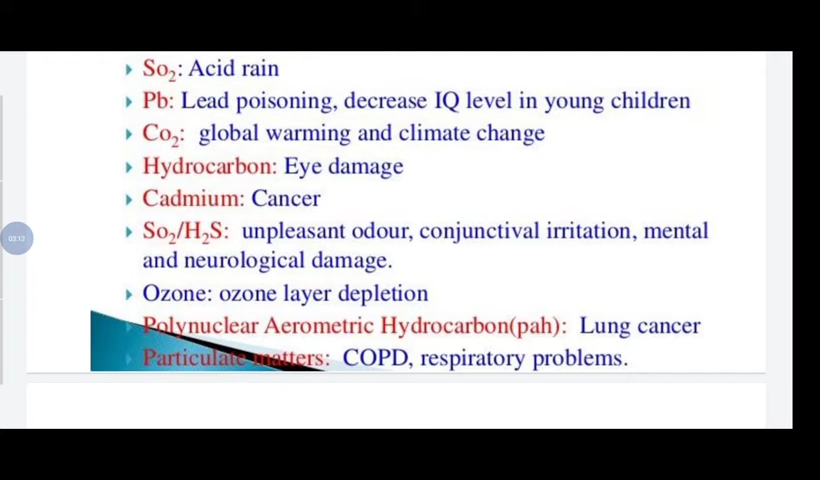 So₂: Acid rain
Pb: Lead poisoning, decrease IQ level in young children
Co₂: global warming and climate change
Hydrocarbon: Eye damage
Cadmium: Cancer
So₂/H₂S: unpleasant odour, conjunctival irritation, mental
and neurological damage.
Ozone: ozone layer depletion
Polynuclear Aerometric Hydrocarbon(pah): Lung cancer
Particulate matters: COPD, respiratory problems.
03:12